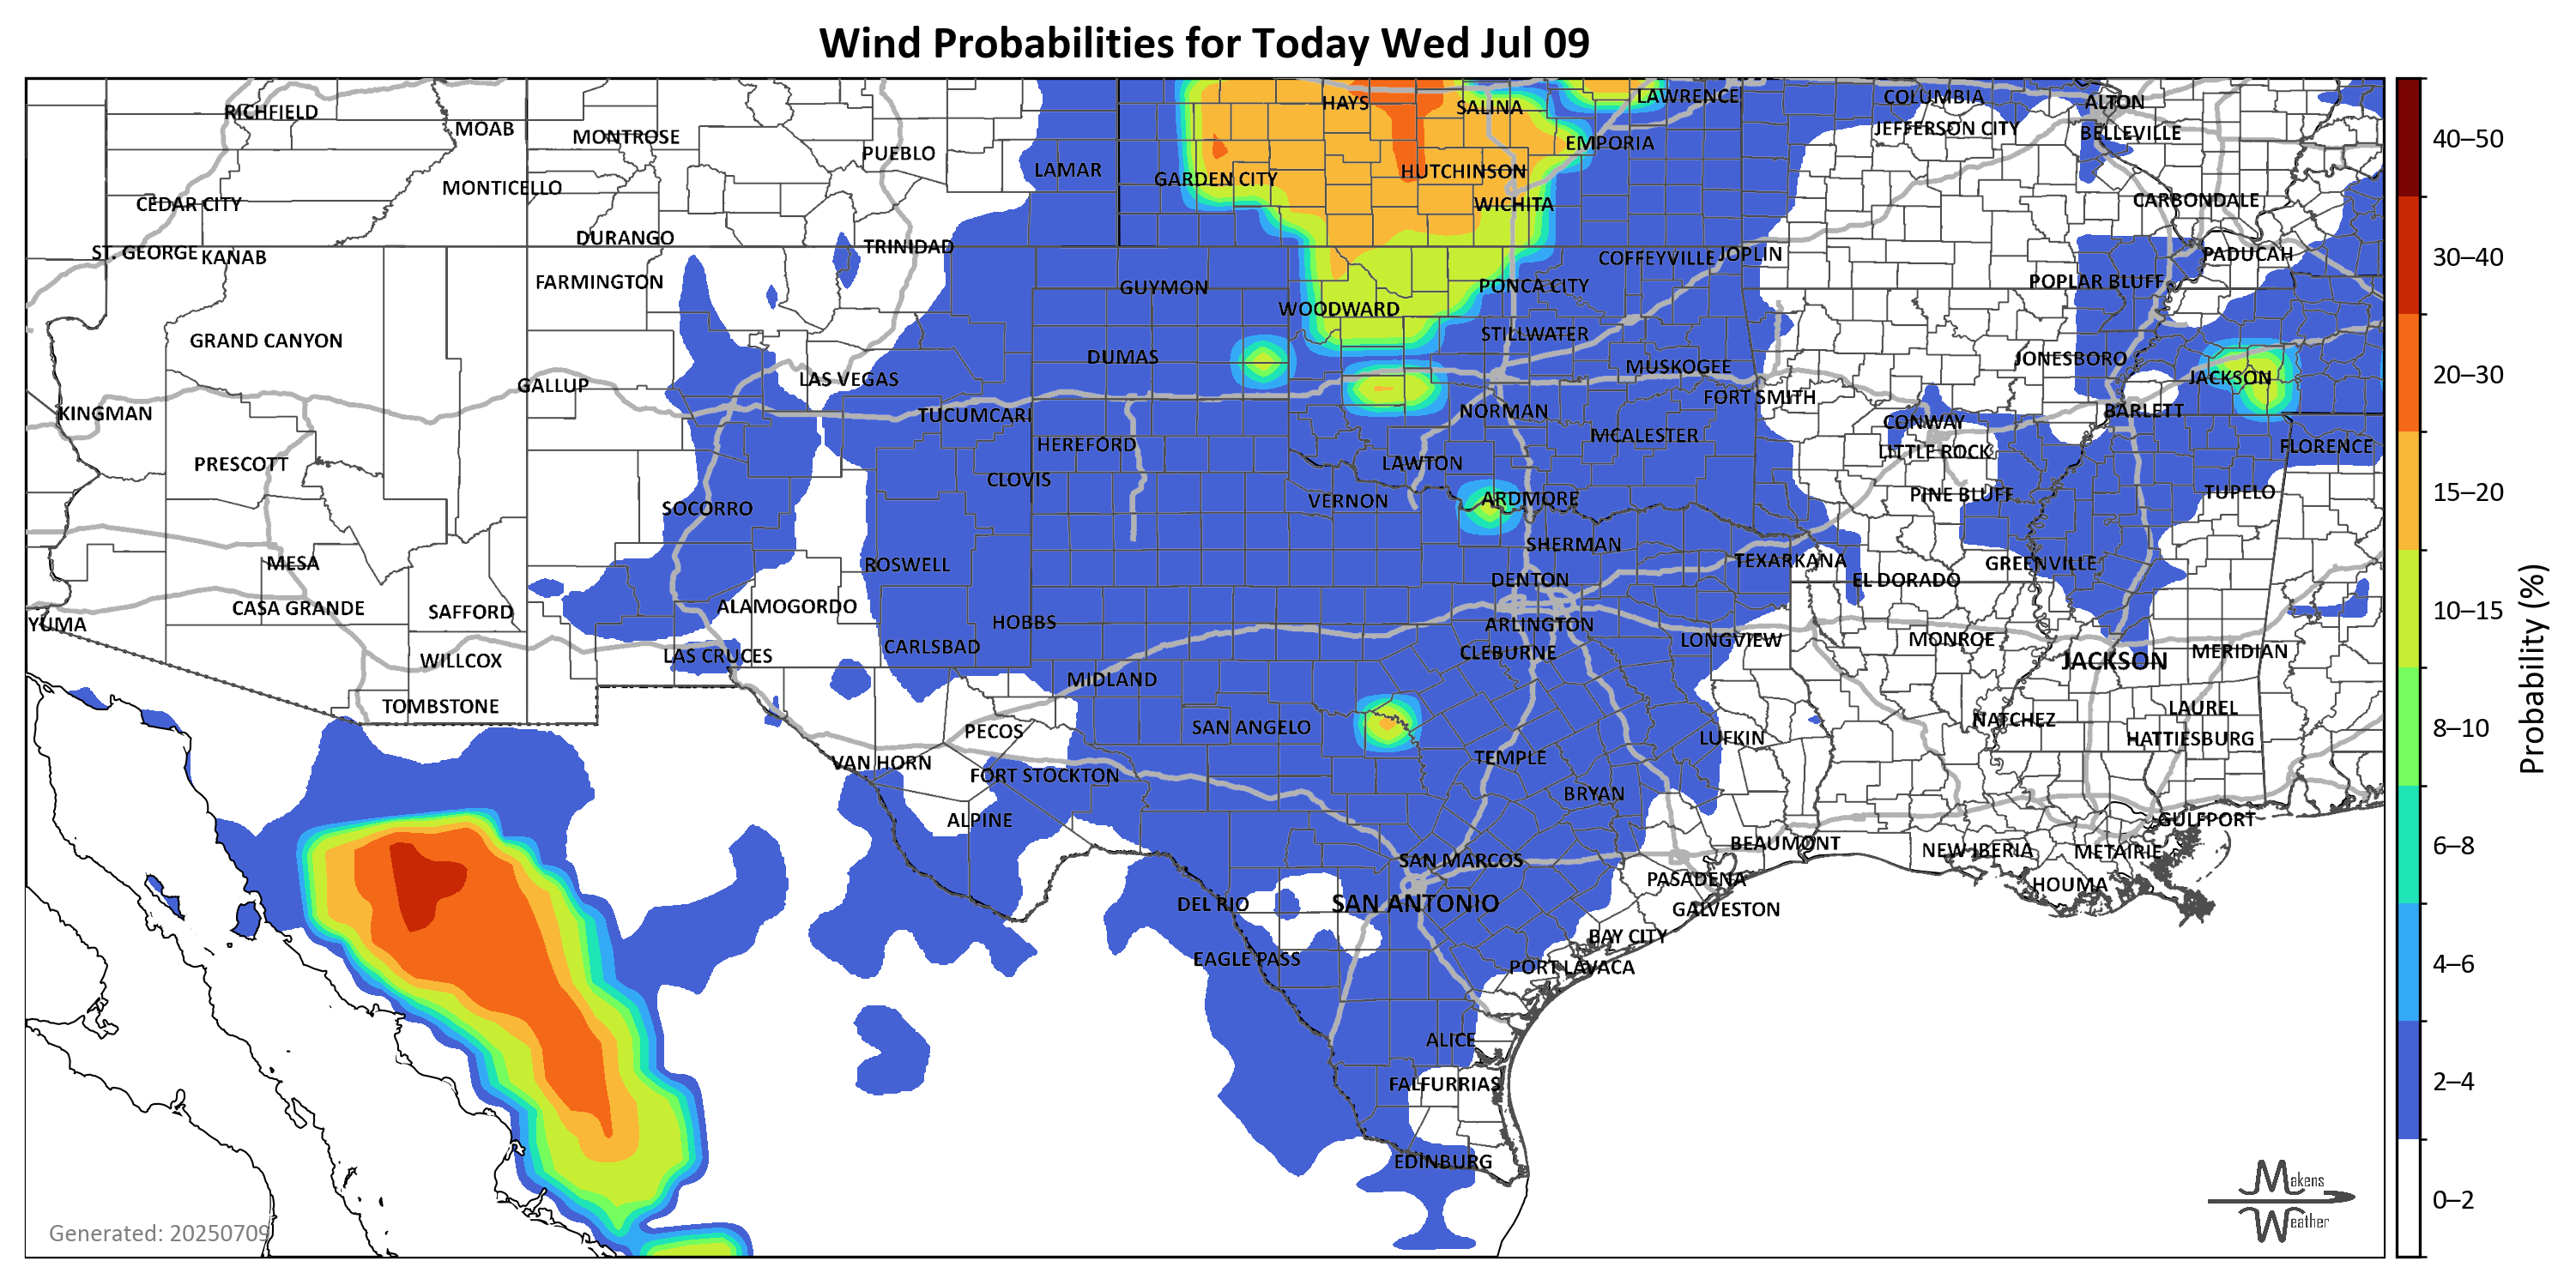 Wind Probabilities for Today Wed Jul 09
RICHFIELD
MOAB
MONTROSE
PUEBLO
LAMAR
HAYS
SALINA
LAWRENCE
COLUMBIA
ALTON
JEFFERSON CITY
BELLEVILLE
EMPORIA
MONTICELLO
GARDEN CITY
HUTCHINSON
CEDAR CITY
WICHITA
CARBONDALE
DURANGO
TRINIDAD
ST. GEORGE
KANAB
COFFEYVILLE
JOPLIN
PADUCAH
FARMINGTON
GUYMON
PONCA CITY
POPLAR BLUFF
WOODWARD
GRAND CANYON
STILLWATER
DUMAS
MUSKOGEE
JONESBORO
GALLUP
LAS VEGAS
JACKSON
KINGMAN
TUCUMCARI
NORMAN
FORT SMITH
BARLETT
CONWAY
HEREFORD
MCALESTER
LITTLE ROCK
FLORENCE
PRESCOTT
CLOVIS
LAWTON
SOCORRO
VERNON
ARDMORE
PINE BLUFF
TUPELO
MESA
ROSWELL
SHERMAN
TEXARKANA
GREENVILLE
DENTON
EL DORADO
CASA GRANDE
SAFFORD
ALAMOGORDO
YUMA
HOBBS
ARLINGTON
WILLCOX
LAS CRUCES
CARLSBAD
CLEBURNE
LONGVIEW
MONROE
JACKSON
MERIDIAN
TOMBSTONE
MIDLAND
PECOS
SAN ANGELO
LUFKIN
NATCHEZ
LAUREL
HATTIESBURG
VAN HORN
FORT STOCKTON
TEMPLE
BRYAN
ALPINE
GULFPORT
BEAUMONT
SAN MARCOS
NEW IBERIA
METAIRIE
DEL RIO
SAN ANTONIO
PASADENA
HOUMA
GALVESTON
EAGLE PASS
BAY CITY
PORT LAVACA
ALICE
FALFURRIAS
EDINBURG
Generated: 20250709
Makens
Weather
40–50
30–40
20–30
15–20
10–15
8–10
6–8
4–6
2–4
0–2
Probability (%)